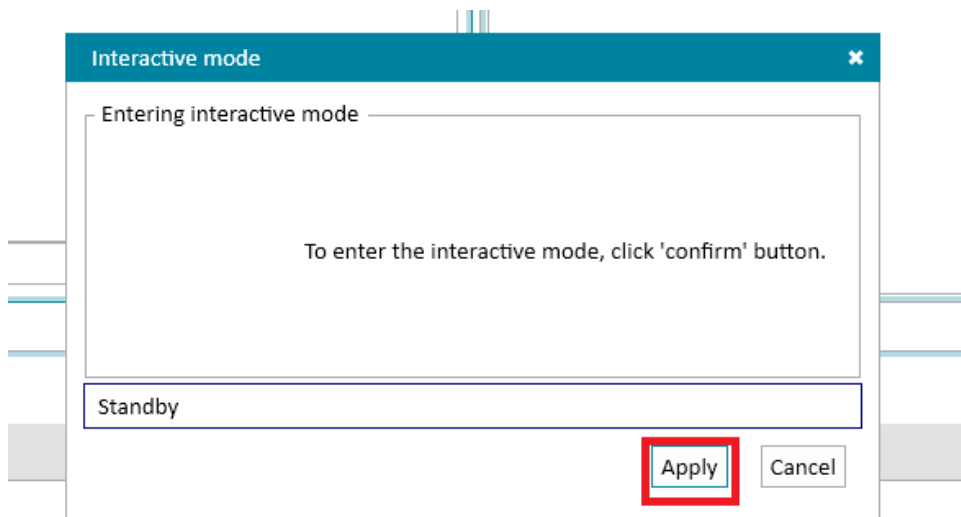 Interactive mode
Entering interactive mode
To enter the interactive mode, click 'confirm' button.
Standby
Apply Cancel